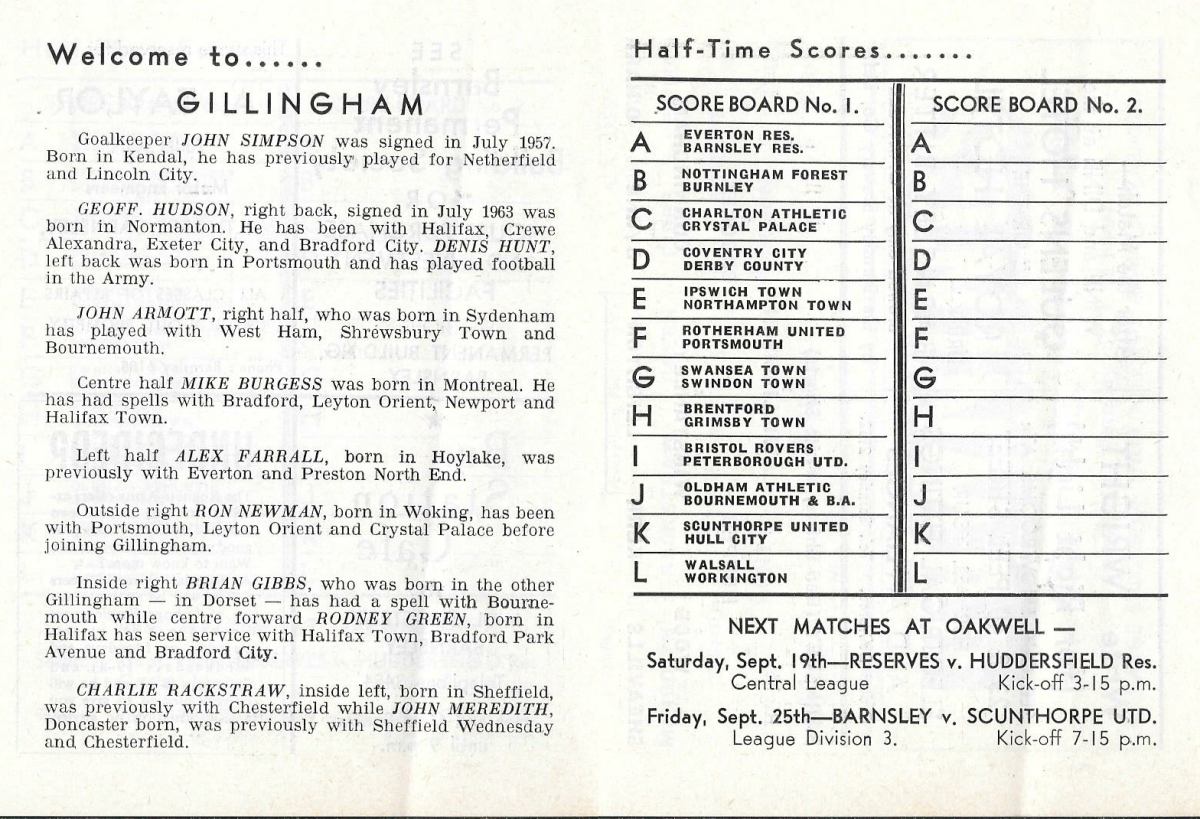 Welcome to......
GILLINGHAM
Goalkeeper JOHN SIMPSON was signed in July 1957.
Born in Kendal, he has previously played for Netherfield
and Lincoln City.
GEOFF. HUDSON, right back, signed in July 1963 was
born in Normanton. He has been with Halifax, Crewe
Alexandra, Exeter City, and Bradford City. DENIS HUNT,
left back was born in Portsmouth and has played football
in the Army.
JOHN ARMOTT, right half, who was born in Sydenham
has played with West Ham, Shrewsbury Town and
Bournemouth.
Centre half MIKE BURGESS was born in Montreal. He
has had spells with Bradford, Leyton Orient, Newport and
Halifax Town.
Left half ALEX FARRALL, born in Hoylake, was
previously with Everton and Preston North End.
Outside right RON NEWMAN, born in Woking, has been
with Portsmouth, Leyton Orient and Crystal Palace before
joining Gillingham.
Inside right BRIAN GIBBS, who was born in the other
Gillingham — in Dorset — has had a spell with Bourne-
mouth while centre forward RODNEY GREEN, born in
Halifax has seen service with Halifax Town, Bradford Park
Avenue and Bradford City.
CHARLIE RACKSTRAW, inside left, born in Sheffield,
was previously with Chesterfield while JOHN MEREDITH,
Doncaster born, was previously with Sheffield Wednesday
and Chesterfield.
Half-Time Scores.......
SCORE BOARD No. 1.
A EVERTON RES.
BARNSLEY RES.
B NOTTINGHAM FOREST
BURNLEY
C CHARLTON ATHLETIC
CRYSTAL PALACE
D COVENTRY CITY
DERBY COUNTY
E IPSWICH TOWN
NORTHAMPTON TOWN
F ROTHERHAM UNITED
PORTSMOUTH
G SWANSEA TOWN
SWINDON TOWN
H BRENTFORD
GRIMSBY TOWN
I BRISTOL ROVERS
PETERBOROUGH UTD.
J OLDHAM ATHLETIC
BOURNEMOUTH & B.A.
K SCUNTHORPE UNITED
HULL CITY
L WALSALL
WORKINGTON
SCORE BOARD No. 2.
A
B
C
D
E
F
G
H
I
J
K
L
NEXT MATCHES AT OAKWELL —
Saturday, Sept. 19th—RESERVES v. HUDDERSFIELD Res.
Central League Kick-off 3-15 p.m.
Friday, Sept. 25th—BARNSLEY v. SCUNTHORPE UTD.
League Division 3. Kick-off 7-15 p.m.